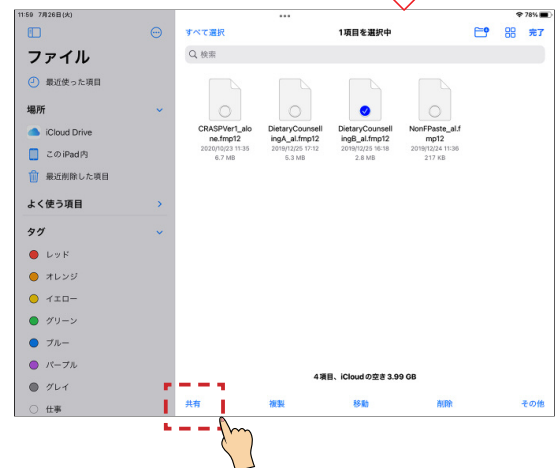 11:59 7月26日(火)
78%
ファイル
最近使った項目
場所
iCloud Drive
このiPad内
最近削除した項目
よく使う項目
タグ
レッド
オレンジ
イエロー
グリーン
ブルー
パープル
グレイ
仕事
すべて選択
1項目を選択中
完了
検索
CRASPVer1_alo
ne.fmp12
2020/10/23 11:35
6.7 MB
DietaryCounsell
ingA_al.fmp12
2019/12/25 17:12
5.3 MB
DietaryCounsell
ingB_al.fmp12
2019/12/25 16:18
2.8 MB
NonFPaste_al.f
mp12
2019/12/24 11:36
217 KB
4項目、iCloudの空き 3.99 GB
共有
複製
移動
削除
その他